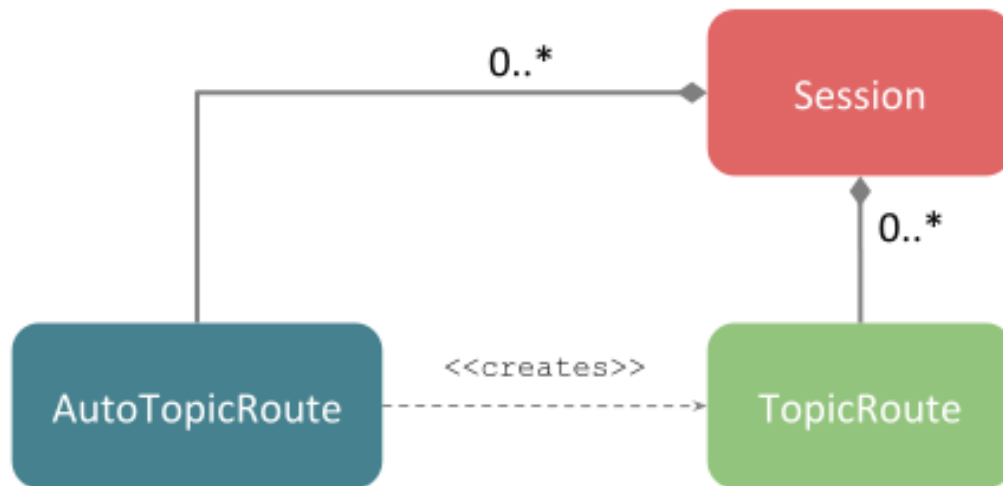 0..*
Session
0..*
<<creates>>
AutoTopicRoute
TopicRoute